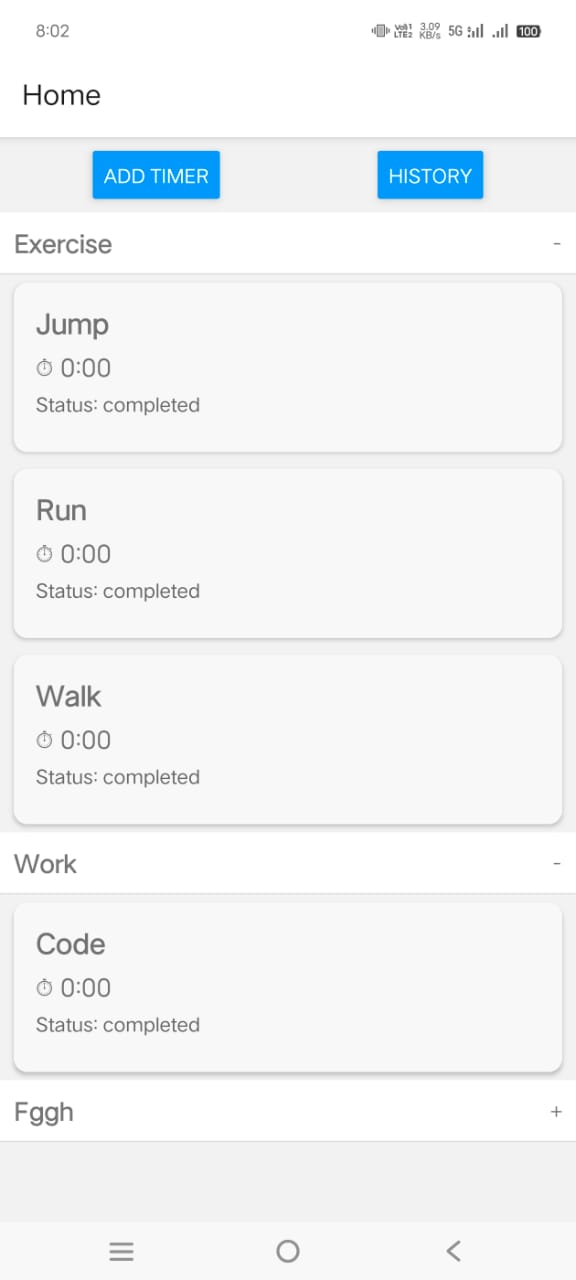 8:02
Vo))1 LTE2 3.09 KB/s 5G 100
Home
ADD TIMER HISTORY
Exercise -
Jump
⏱ 0:00
Status: completed
Run
⏱ 0:00
Status: completed
Walk
⏱ 0:00
Status: completed
Work -
Code
⏱ 0:00
Status: completed
Fggh +